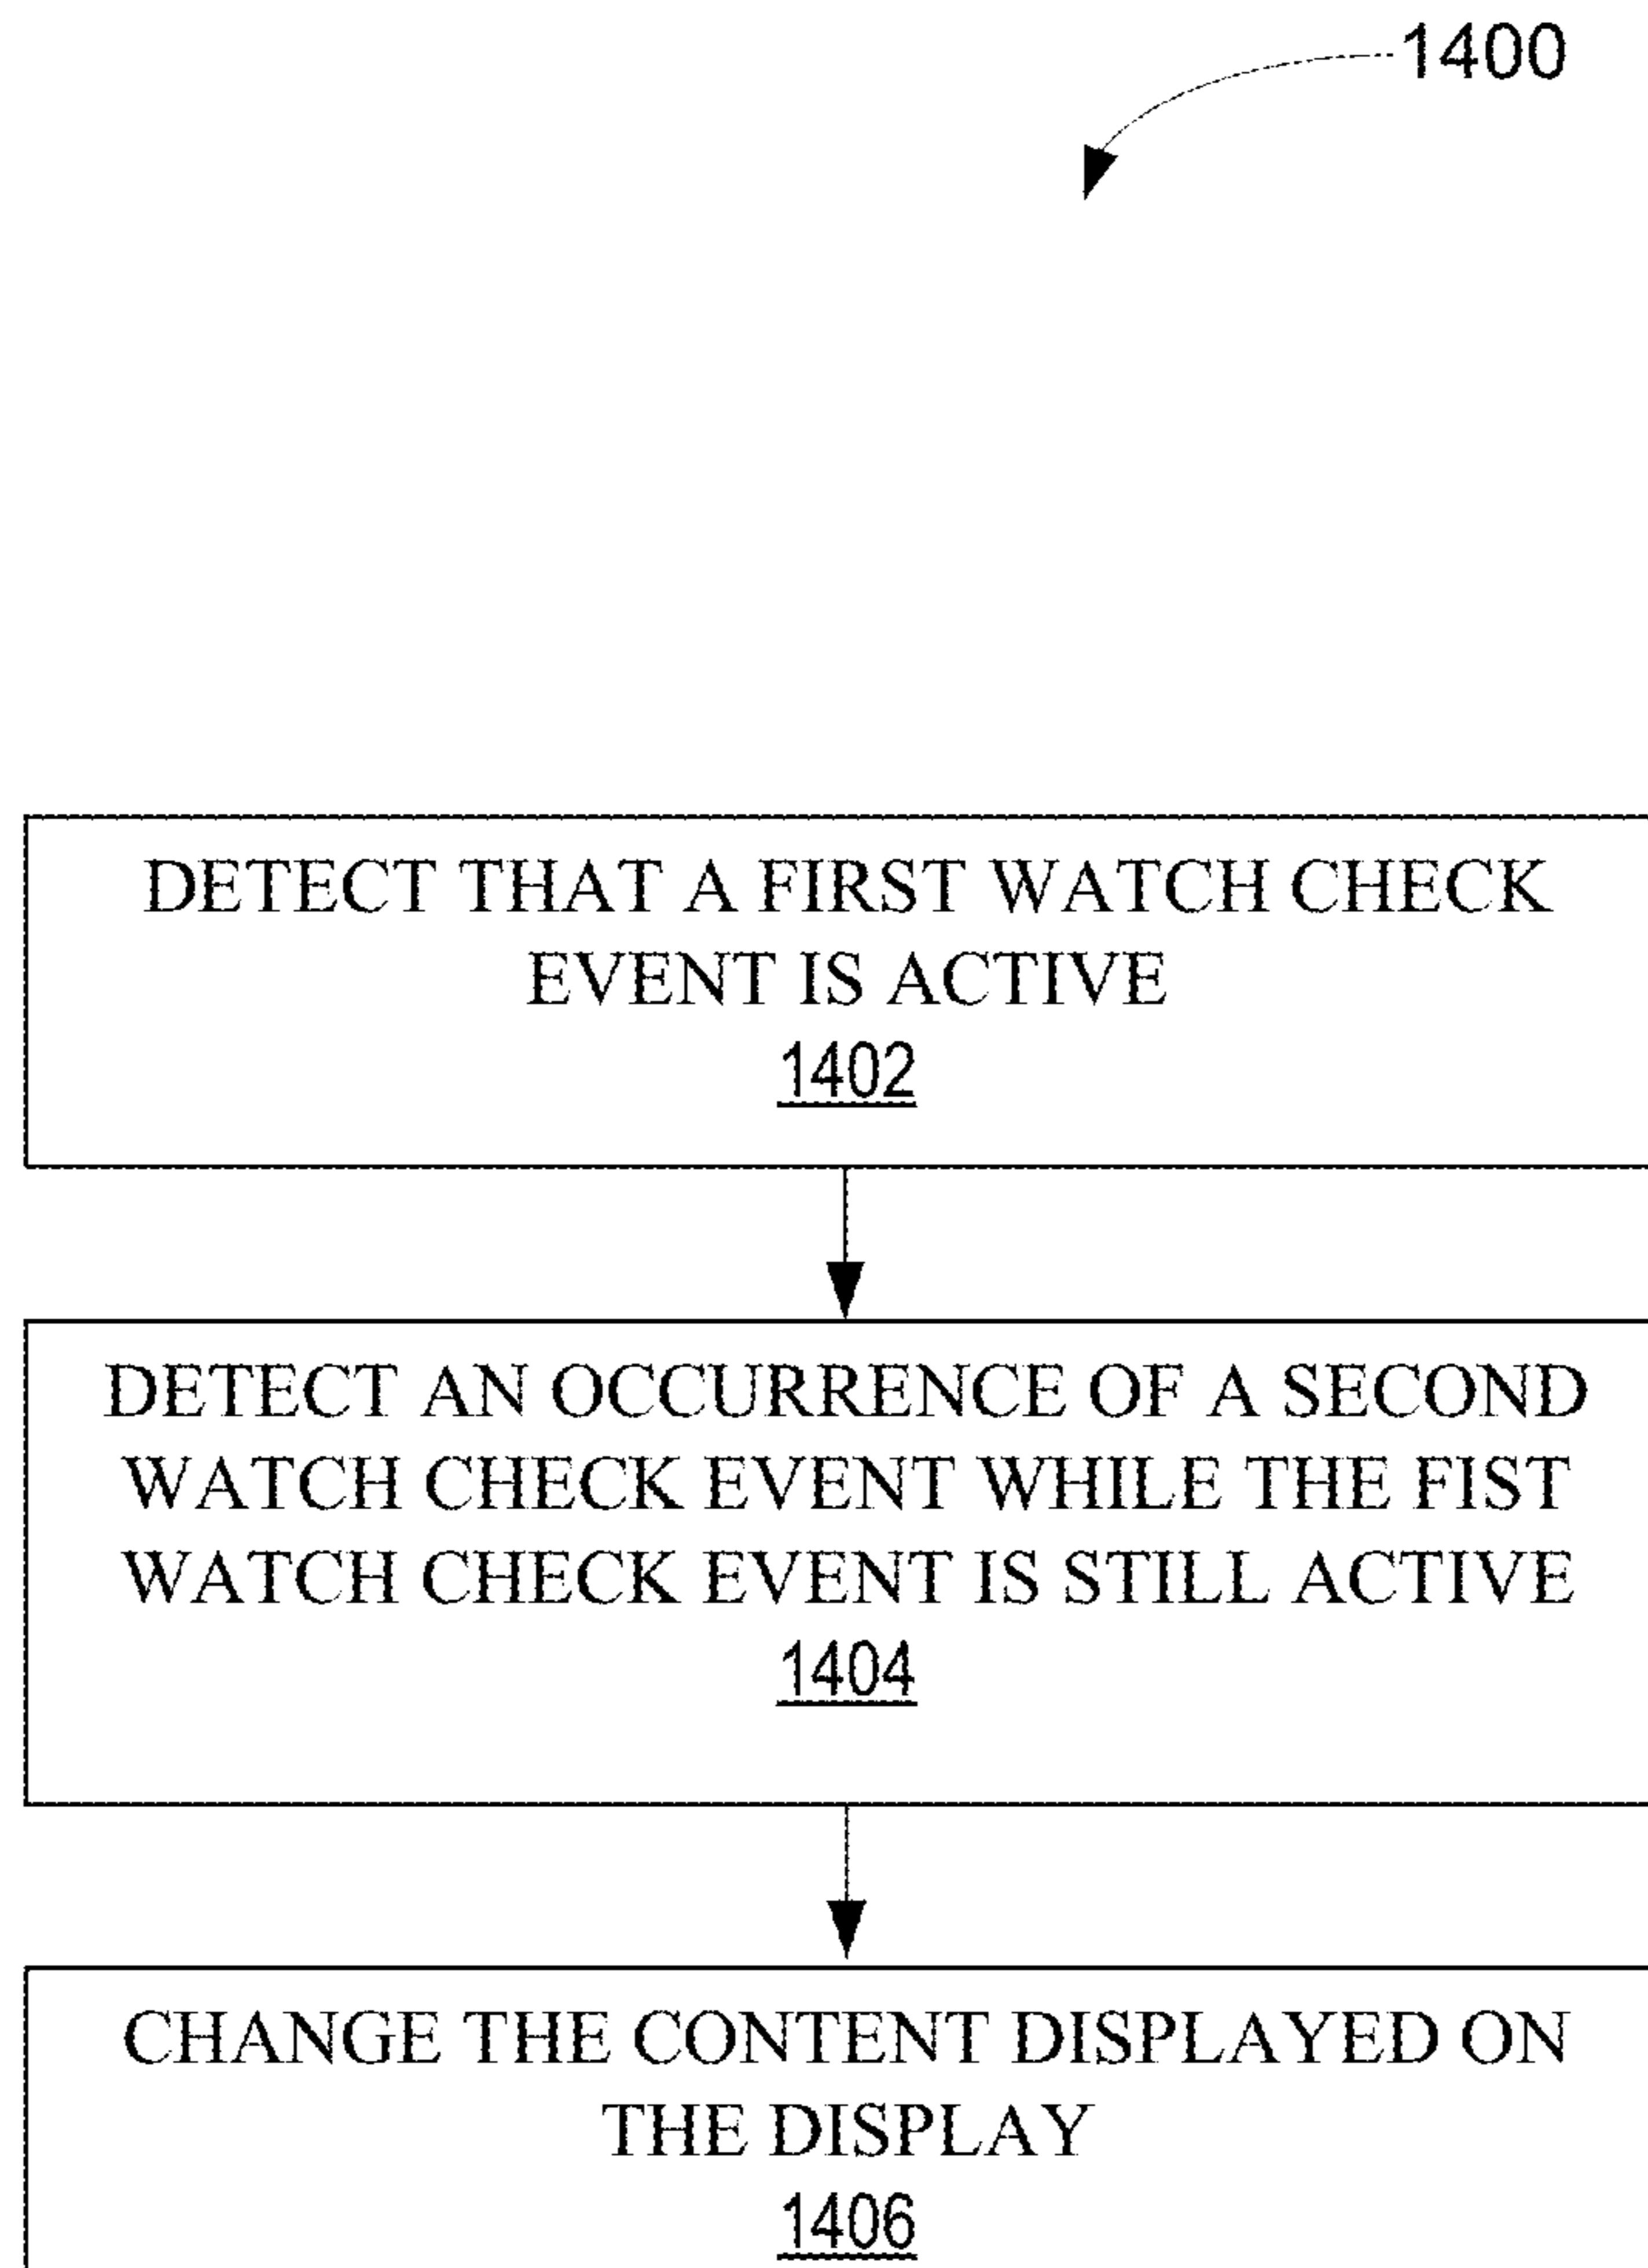 1400
DETECT THAT A FIRST WATCH CHECK
EVENT IS ACTIVE
1402
DETECT AN OCCURRENCE OF A SECOND
WATCH CHECK EVENT WHILE THE FIST
WATCH CHECK EVENT IS STILL ACTIVE
1404
CHANGE THE CONTENT DISPLAYED ON
THE DISPLAY
1406